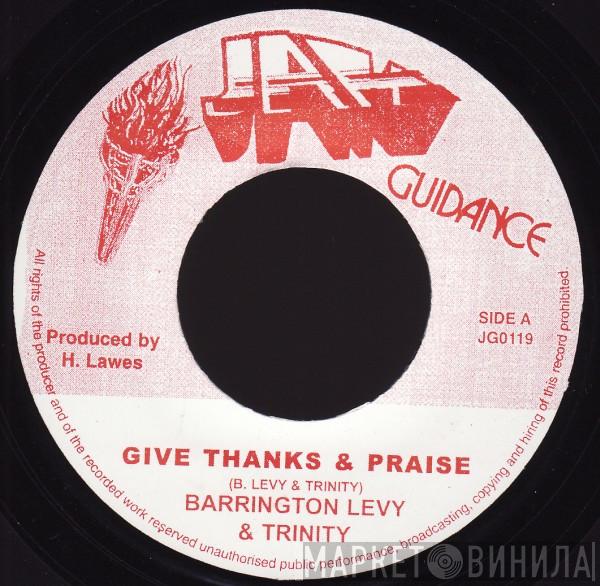 JAH
GUIDANCE
SIDE A
JG0119
Produced by
H. Lawes
GIVE THANKS & PRAISE
(B. LEVY & TRINITY)
BARRINGTON LEVY
& TRINITY
All rights of the producer and of the recorded work reserved unauthorised public performance, broadcasting, copying and hiring of this record prohibited
МАРКЕТ ВИНИЛА